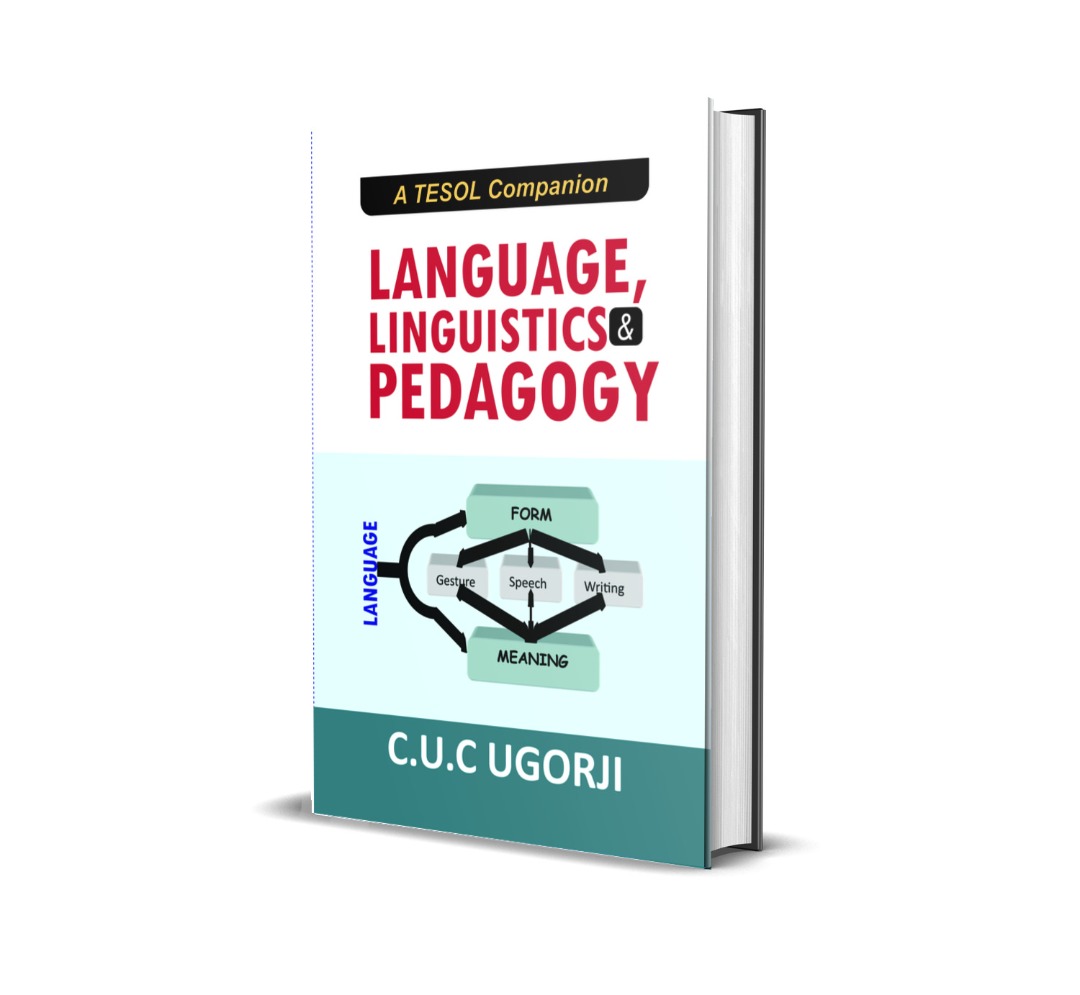 A TESOL Companion
LANGUAGE,
LINGUISTICS &
PEDAGOGY
LANGUAGE
FORM
Gesture
Speech
Writing
MEANING
C.U.C UGORJI